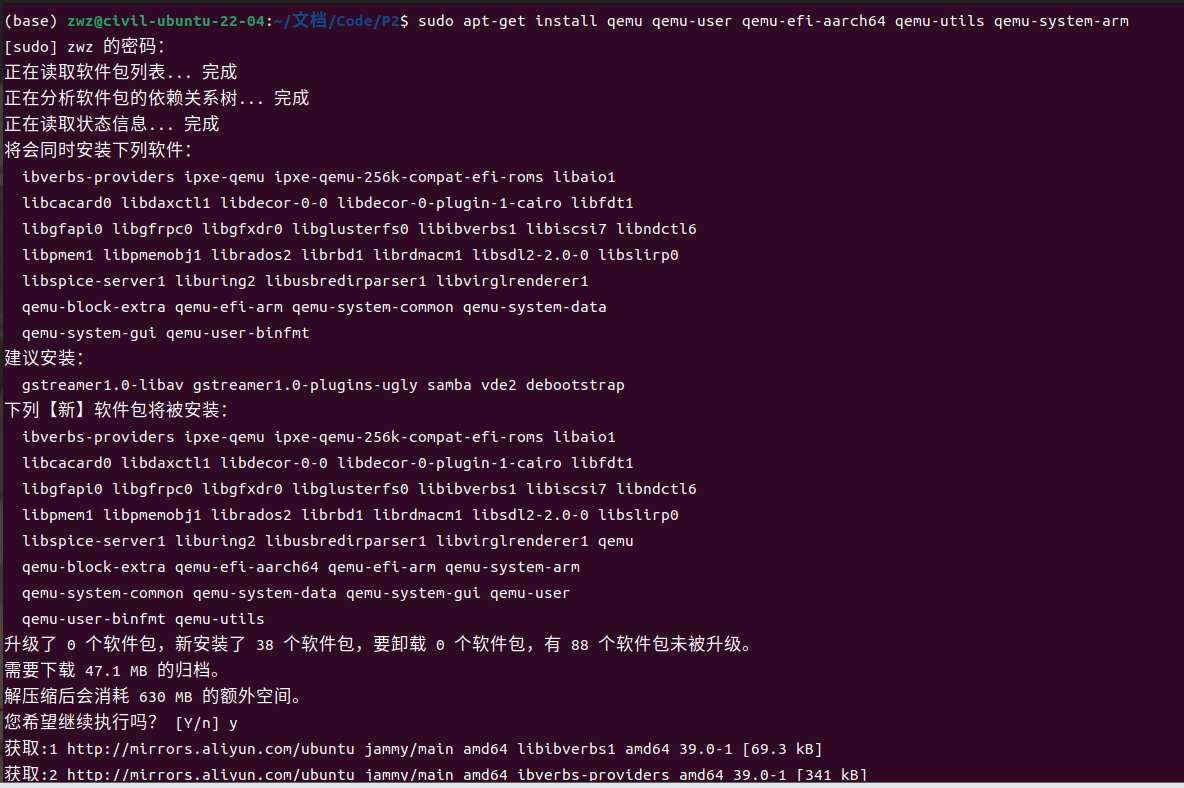 (base) zwz@civil-ubuntu-22-04:~/文档/Code/P2$ sudo apt-get install qemu qemu-user qemu-efi-aarch64 qemu-utils qemu-system-arm
[sudo] zwz 的密码：
正在读取软件包列表... 完成
正在分析软件包的依赖关系树... 完成
正在读取状态信息... 完成
将会同时安装下列软件：
  ibverbs-providers ipxe-qemu ipxe-qemu-256k-compat-efi-roms libaio1
  libcacard0 libdaxctl1 libdecor-0-0 libdecor-0-plugin-1-cairo libfdt1
  libgfapi0 libgfrpc0 libgfxdr0 libglusterfs0 libibverbs1 libiscsi7 libndctl6
  libpmem1 libpmemobj1 librados2 librbd1 librdmacm1 libsdl2-2.0-0 libslirp0
  libspice-server1 liburing2 libusbredirparser1 libvirglrenderer1
  qemu-block-extra qemu-efi-arm qemu-system-common qemu-system-data
  qemu-system-gui qemu-user-binfmt
建议安装：
  gstreamer1.0-libav gstreamer1.0-plugins-ugly samba vde2 debootstrap
下列【新】软件包将被安装：
  ibverbs-providers ipxe-qemu ipxe-qemu-256k-compat-efi-roms libaio1
  libcacard0 libdaxctl1 libdecor-0-0 libdecor-0-plugin-1-cairo libfdt1
  libgfapi0 libgfrpc0 libgfxdr0 libglusterfs0 libibverbs1 libiscsi7 libndctl6
  libpmem1 libpmemobj1 librados2 librbd1 librdmacm1 libsdl2-2.0-0 libslirp0
  libspice-server1 liburing2 libusbredirparser1 libvirglrenderer1 qemu
  qemu-block-extra qemu-efi-aarch64 qemu-efi-arm qemu-system-arm
  qemu-system-common qemu-system-data qemu-system-gui qemu-user
  qemu-user-binfmt qemu-utils
升级了 0 个软件包，新安装了 38 个软件包，要卸载 0 个软件包，有 88 个软件包未被升级。
需要下载 47.1 MB 的归档。
解压缩后会消耗 630 MB 的额外空间。
您希望继续执行吗？ [Y/n] y
获取:1 http://mirrors.aliyun.com/ubuntu jammy/main amd64 libibverbs1 amd64 39.0-1 [69.3 kB]
获取:2 http://mirrors.aliyun.com/ubuntu jammy/main amd64 ibverbs-providers amd64 39.0-1 [341 kB]